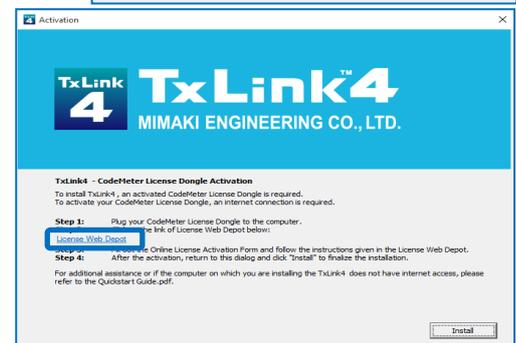 4 Activation
TxLink
4
TxLink™4
MIMAKI ENGINEERING CO., LTD.
TxLink4 - CodeMeter License Dongle Activation
To install TxLink4, an activated CodeMeter License Dongle is required.
To activate your CodeMeter License Dongle, an internet connection is required.
Step 1: Plug your CodeMeter License Dongle to the computer.
the link of License Web Depot below:
License Web Depot
the Online License Activation Form and follow the instructions given in the License Web Depot.
Step 4: After the activation, return to this dialog and click "Install" to finalize the installation.
For additional assistance or if the computer on which you are installing the TxLink4 does not have internet access, please
refer to the Quickstart Guide.pdf.
Install